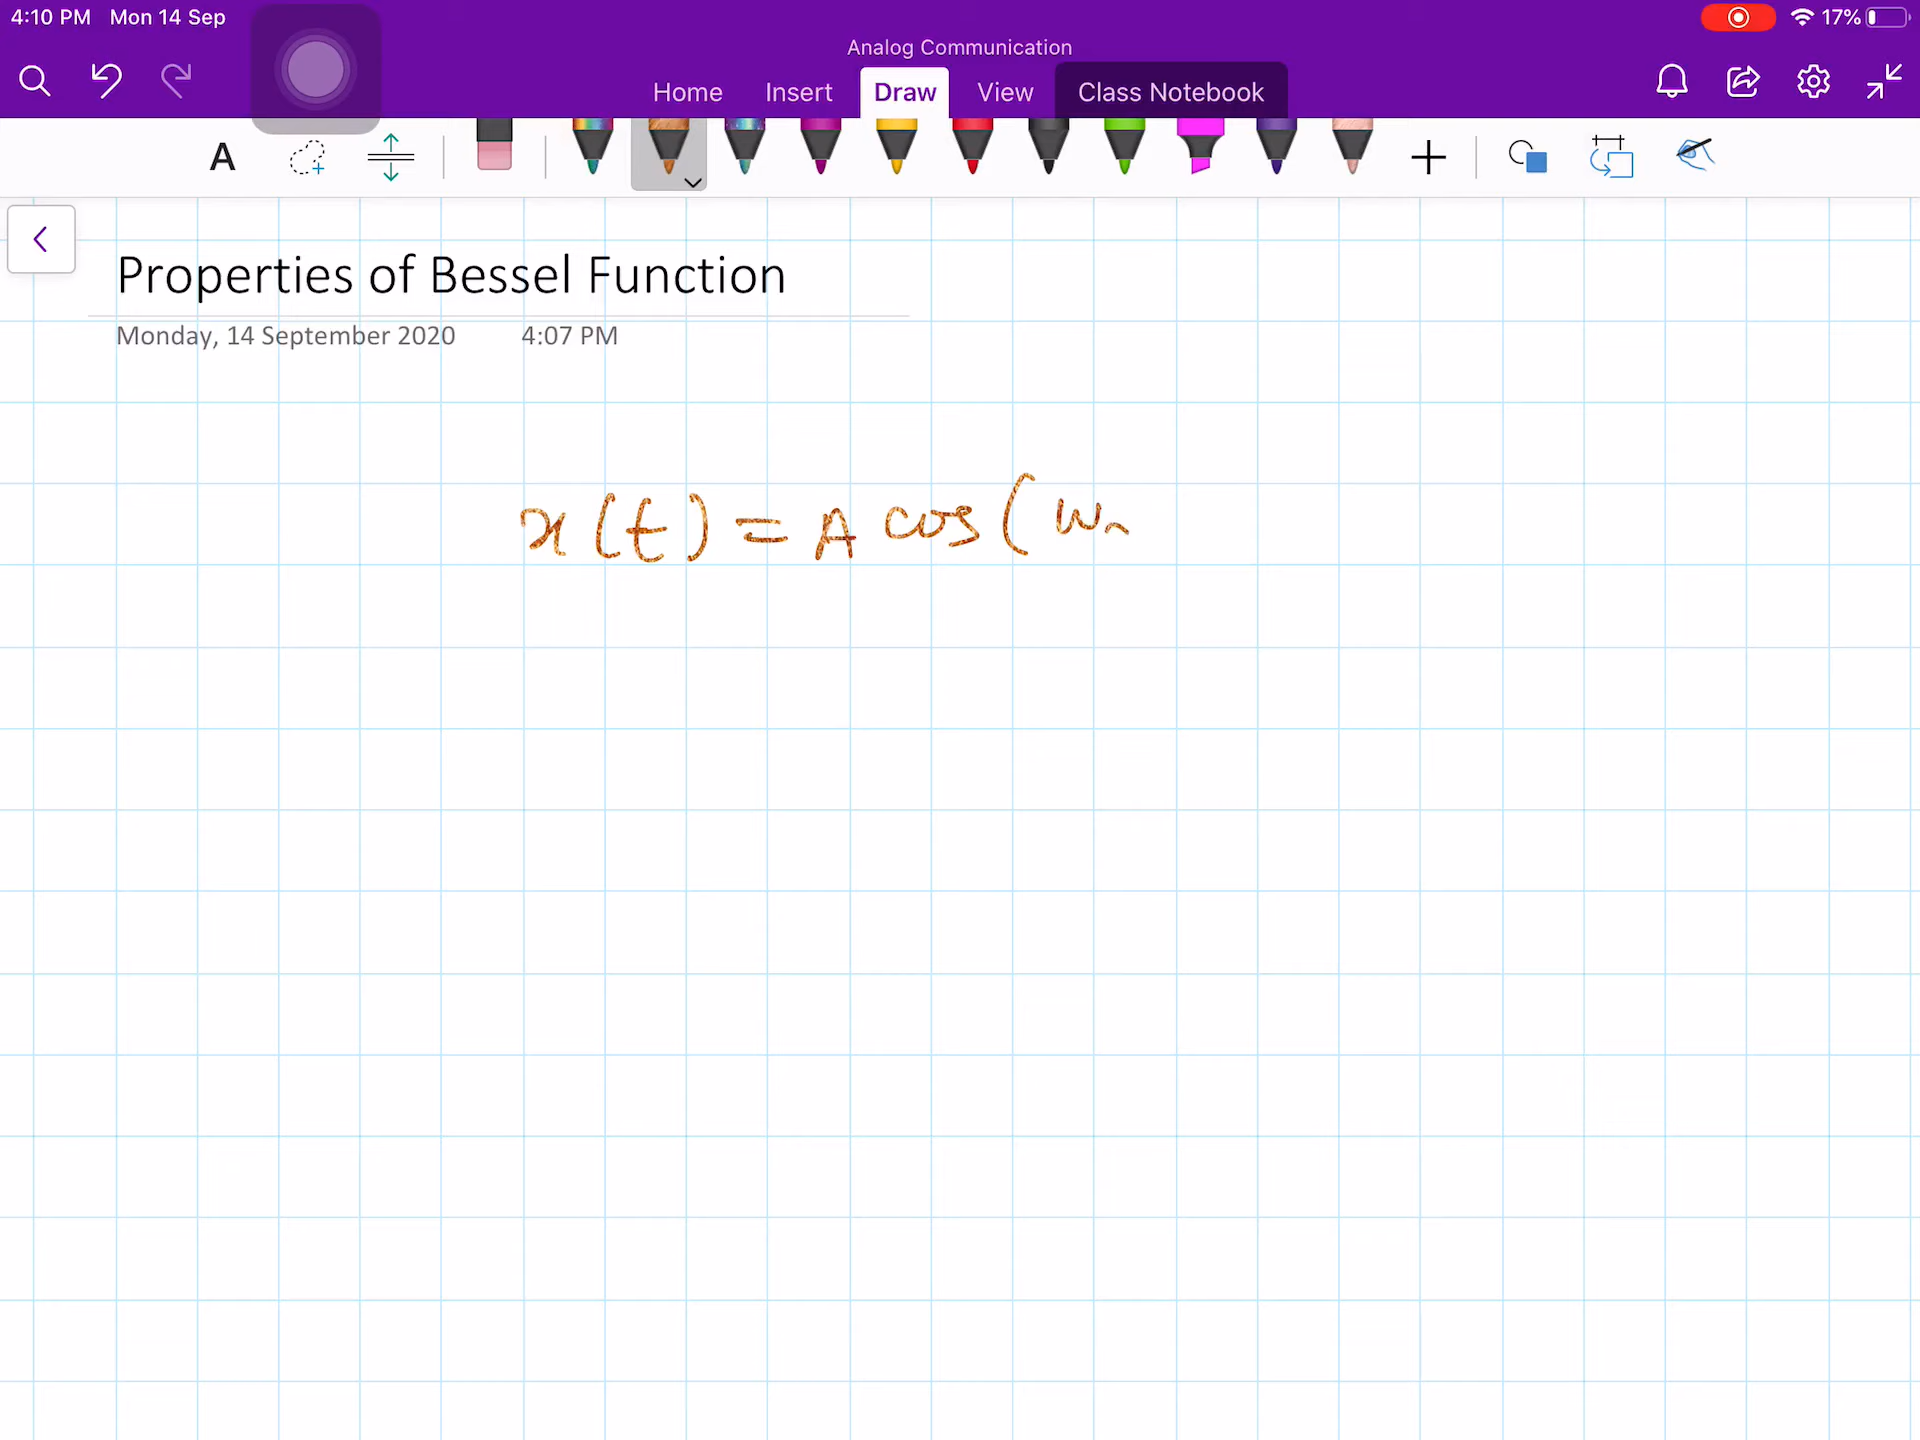 4:10 PM Mon 14 Sep 17%
Analog Communication
Home Insert Draw View Class Notebook
A
Properties of Bessel Function
Monday, 14 September 2020 4:07 PM
x(t) = A cos(ω